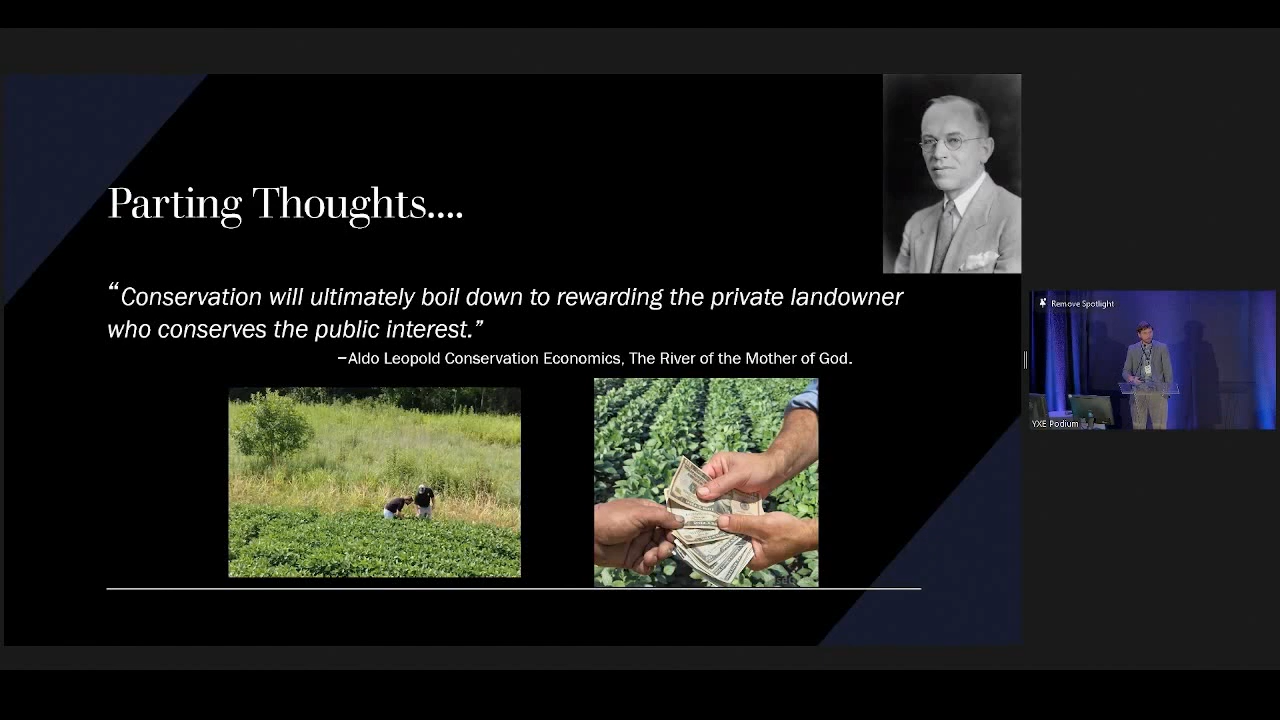 Parting Thoughts....
“Conservation will ultimately boil down to rewarding the private landowner
who conserves the public interest.”
–Aldo Leopold Conservation Economics, The River of the Mother of God.
Remove Spotlight
YXE Podium